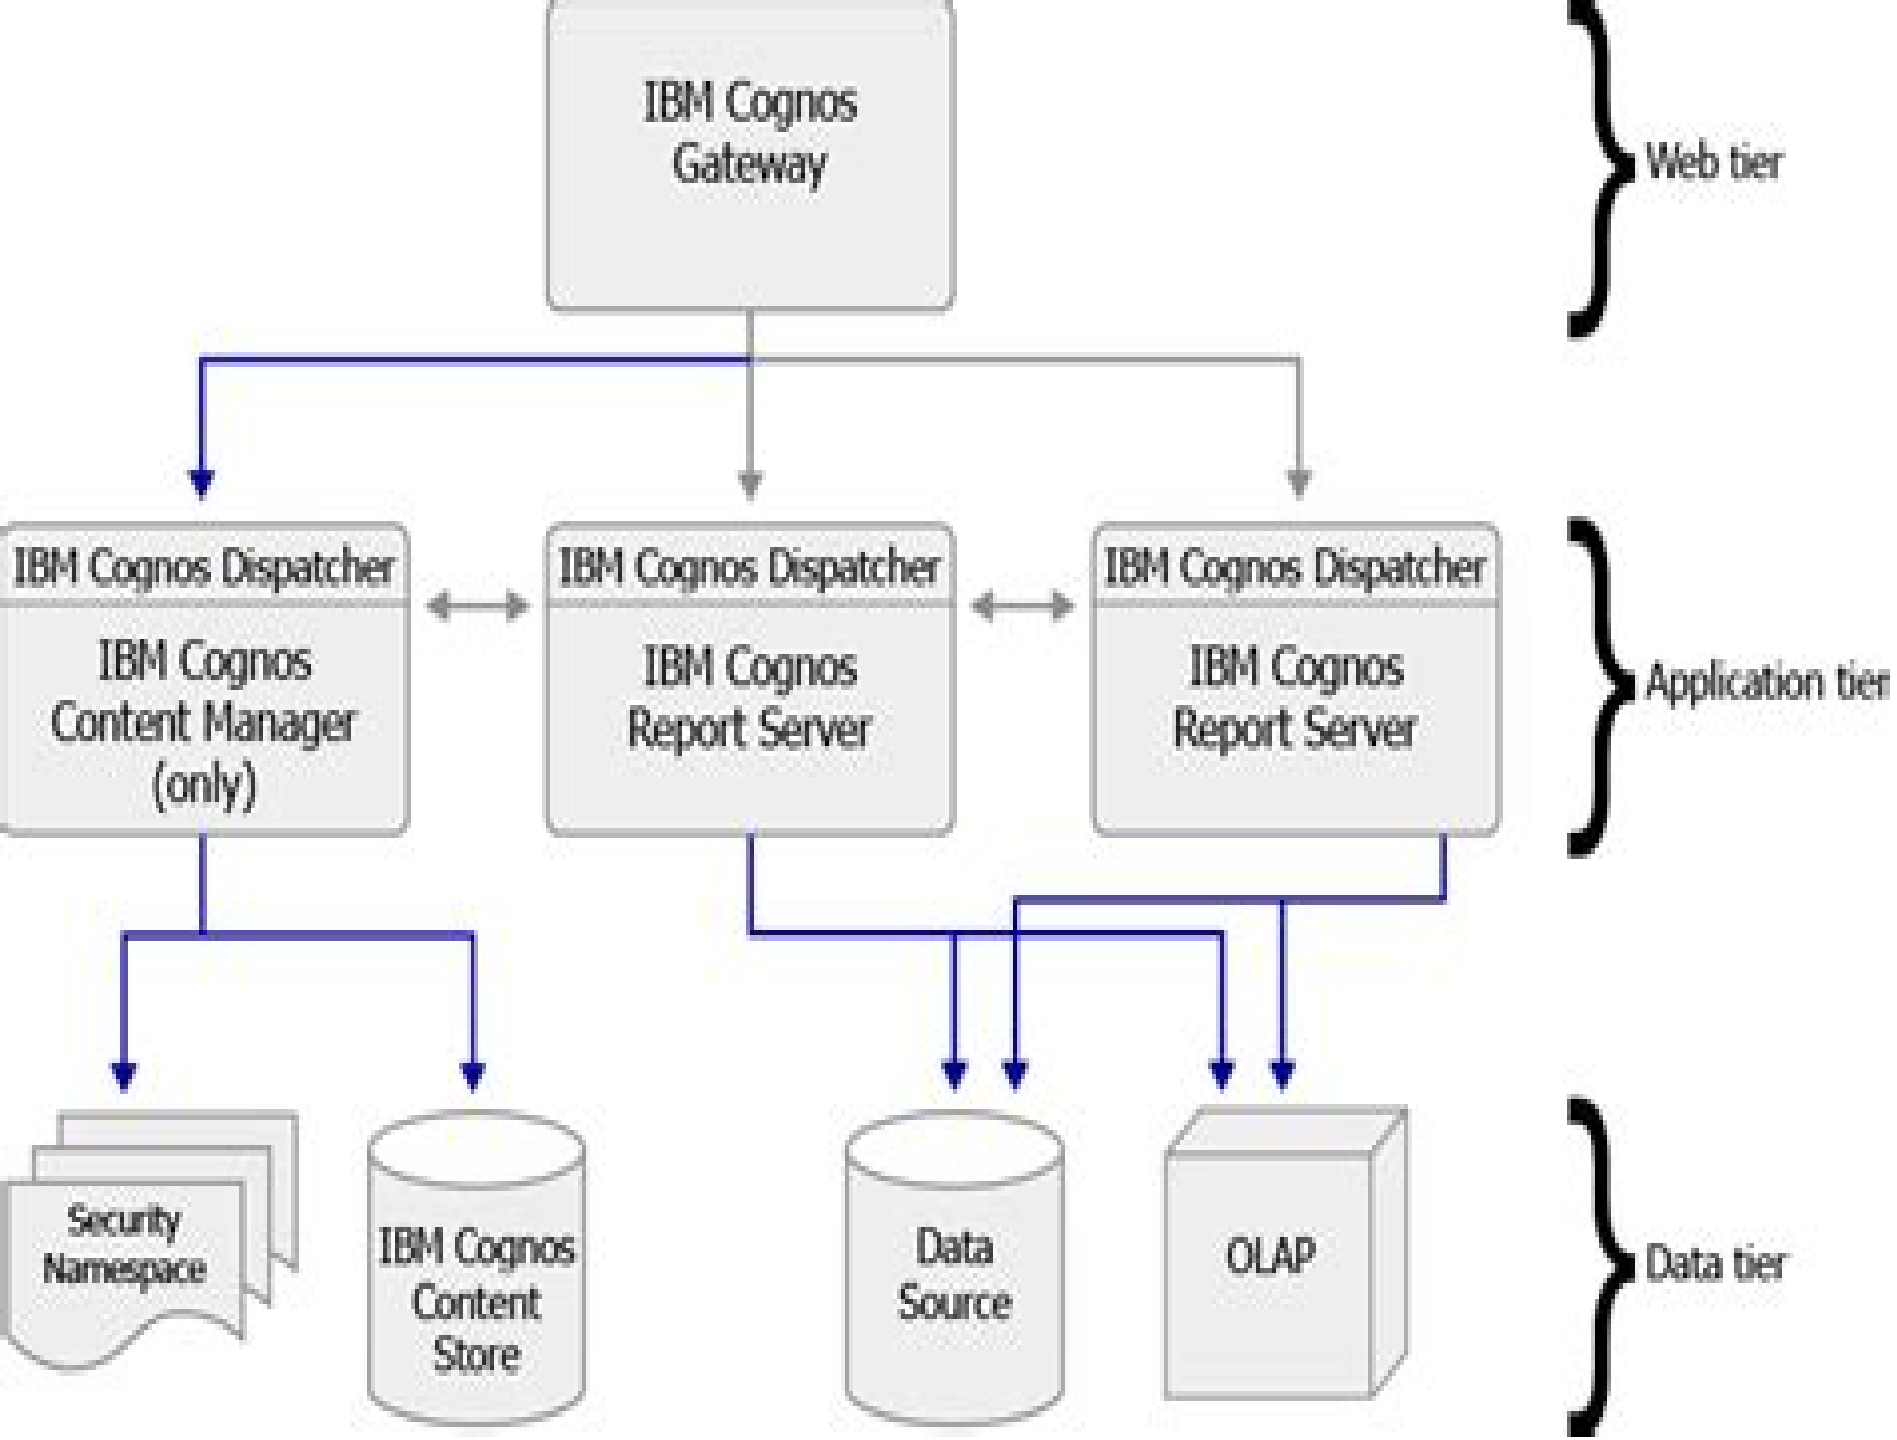 IBM Cognos
Gateway
Web tier
IBM Cognos Dispatcher
IBM Cognos
Content Manager
(only)
IBM Cognos Dispatcher
IBM Cognos
Report Server
IBM Cognos Dispatcher
IBM Cognos
Report Server
Application tier
Security
Namespace
IBM Cognos
Content
Store
Data
Source
OLAP
Data tier